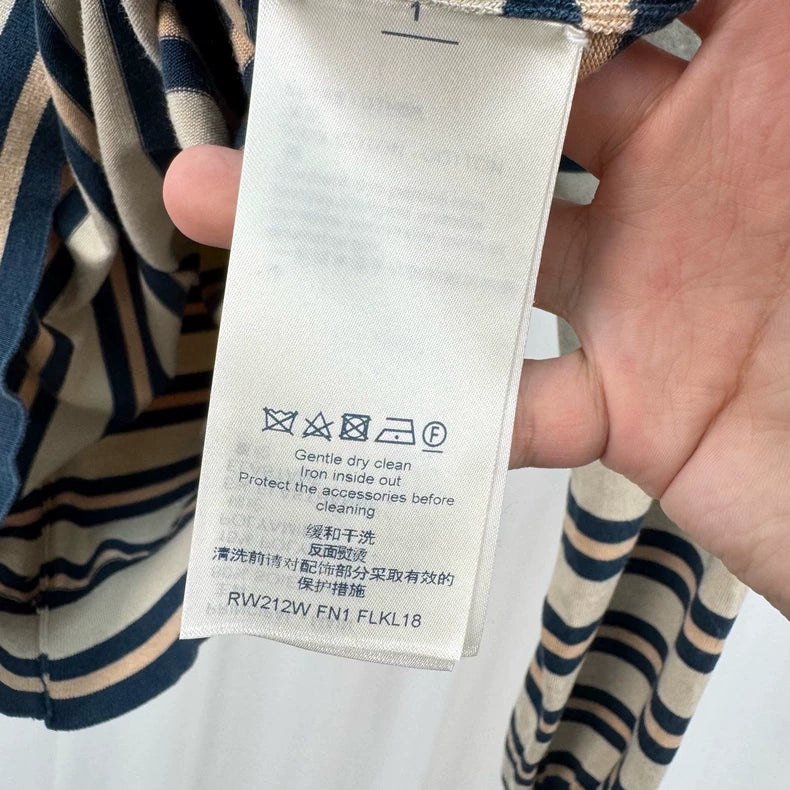 1
F
Gentle dry clean
Iron inside out
Protect the accessories before
cleaning
缓和干洗
反面熨烫
清洗前请对配饰部分采取有效的
保护措施
RW212W FN1 FLKL18